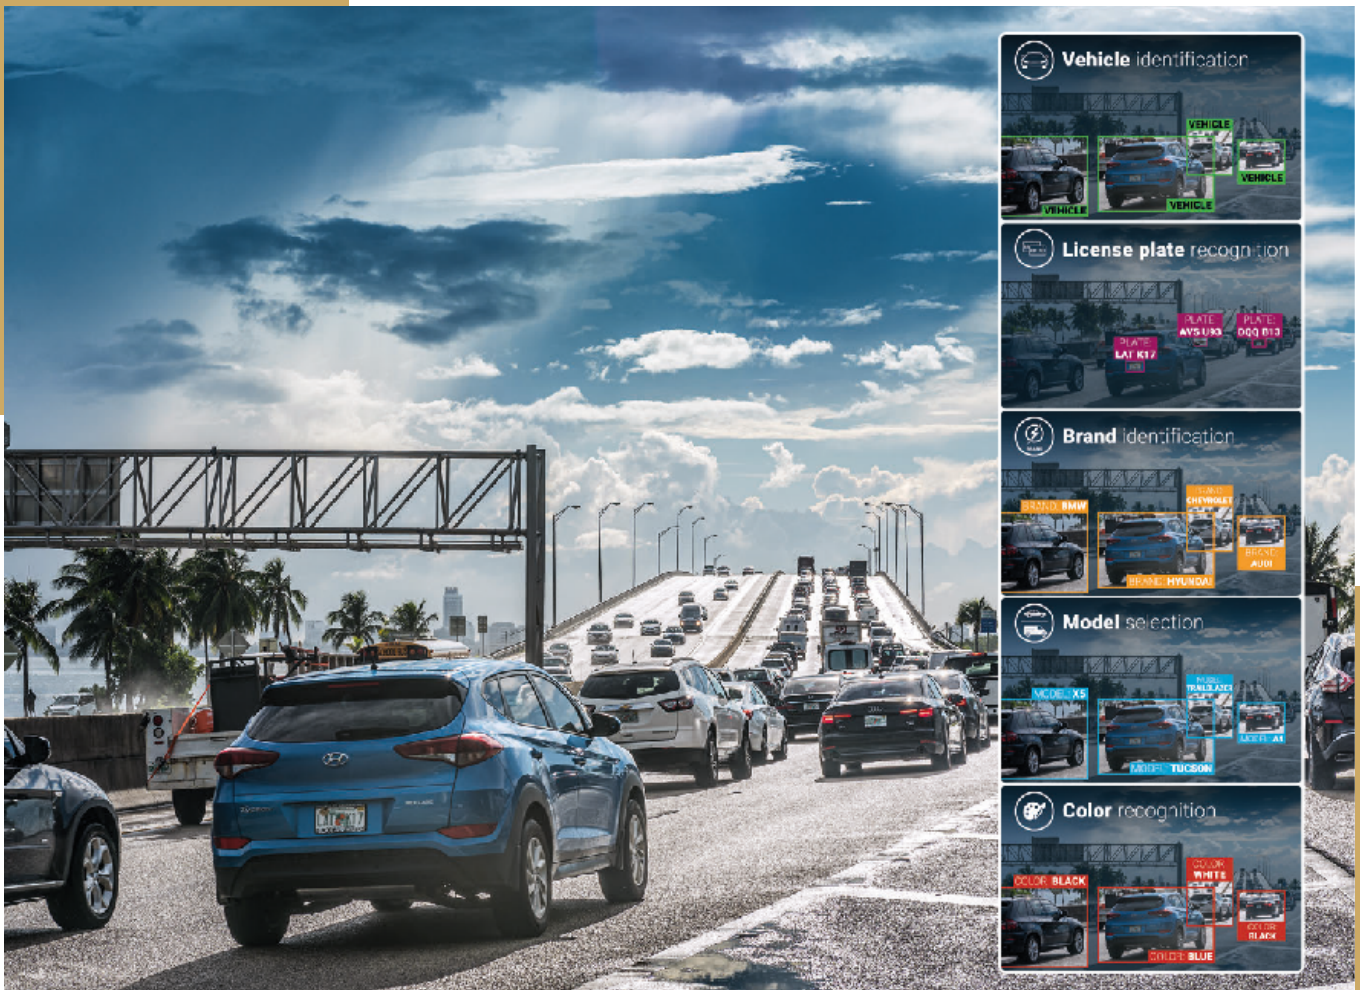 Vehicle identification
VEHICLE
VEHICLE
VEHICLE
VEHICLE
License plate recognition
PLATE:
AVS U93
PLATE:
DQQ B13
PLATE:
LAT K17
Brand identification
BRAND:
CHEVROLET
BRAND: BMW
BRAND:
AUDI
BRAND: HYUNDAI
Model selection
MODEL:
TRAILBLAZER
MODEL: X5
MODEL: A4
MODEL: TUCSON
Color recognition
COLOR:
WHITE
COLOR: BLACK
COLOR:
BLACK
COLOR: BLUE
TUCSON